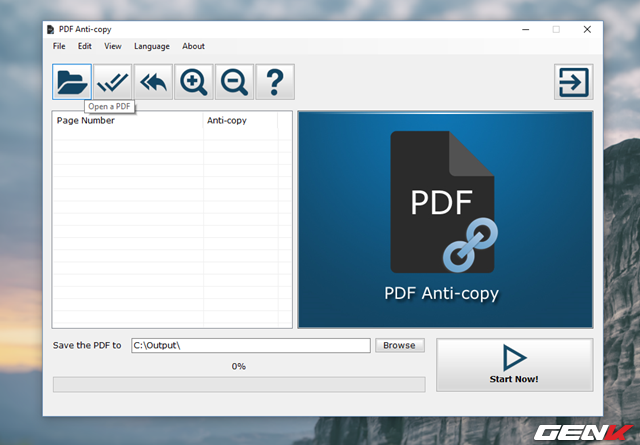 PDF Anti-copy
File Edit View Language About
Open a PDF
Page Number Anti-copy
PDF
PDF Anti-copy
Save the PDF to C:\Output\ Browse
0%
Start Now!
GENK